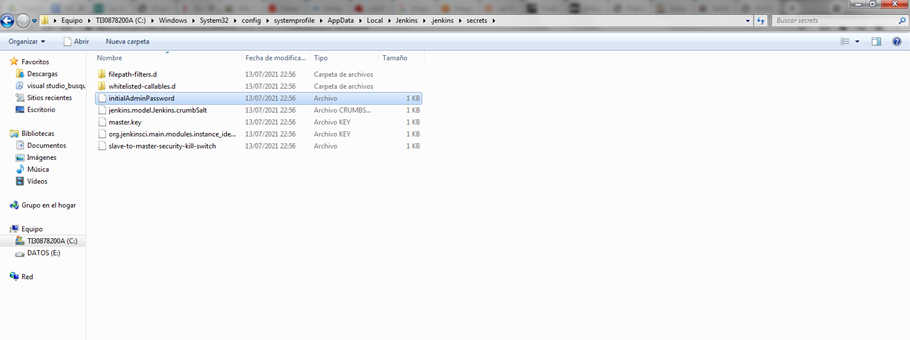 Equipo ▸ TI30878200A (C:) ▸ Windows ▸ System32 ▸ config ▸ systemprofile ▸ AppData ▸ Local ▸ Jenkins ▸ .jenkins ▸ secrets ▸
Buscar secrets
Organizar Abrir Nueva carpeta
Nombre Fecha de modifica... Tipo Tamaño
Favoritos
Descargas
visual studio_busqu
Sitios recientes
Escritorio
Bibliotecas
Documentos
Imágenes
Música
Vídeos
Grupo en el hogar
Equipo
TI30878200A (C:)
DATOS (E:)
Red
filepath-filters.d 13/07/2021 22:56 Carpeta de archivos
whitelisted-callables.d 13/07/2021 22:56 Carpeta de archivos
initialAdminPassword 13/07/2021 22:56 Archivo 1 KB
jenkins.model.Jenkins.crumbSalt 13/07/2021 22:56 Archivo CRUMBS... 1 KB
master.key 13/07/2021 22:56 Archivo KEY 1 KB
org.jenkinsci.main.modules.instance_ide... 13/07/2021 22:56 Archivo KEY 1 KB
slave-to-master-security-kill-switch 13/07/2021 22:56 Archivo 1 KB